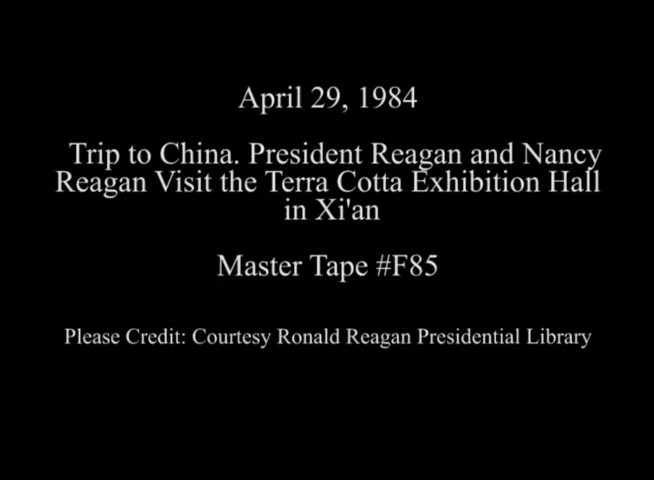 April 29, 1984
Trip to China. President Reagan and Nancy
Reagan Visit the Terra Cotta Exhibition Hall
in Xi'an
Master Tape #F85
Please Credit: Courtesy Ronald Reagan Presidential Library